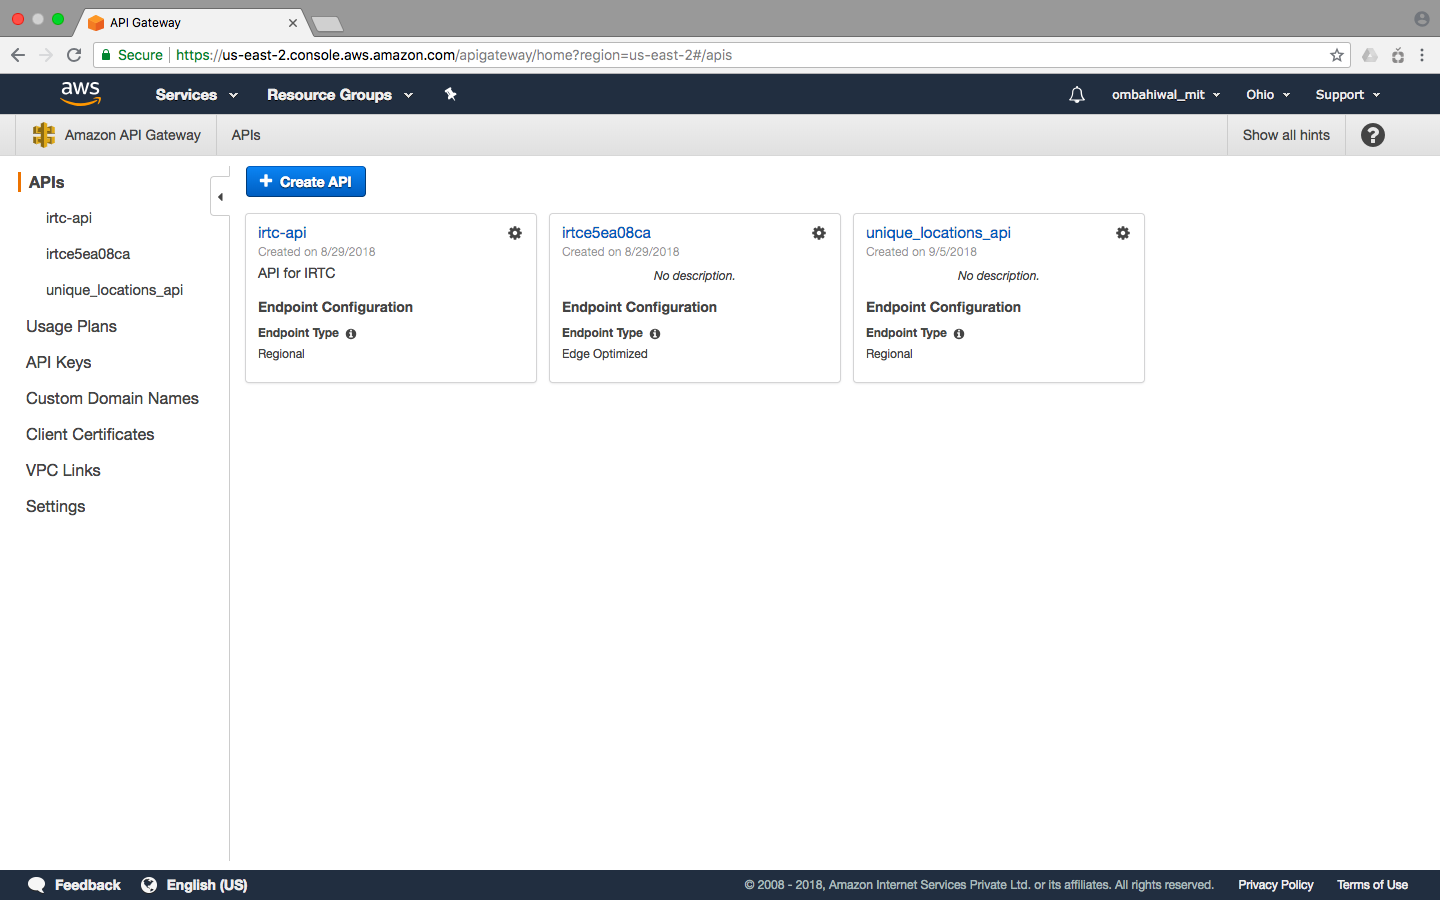 API Gateway
Secure https://us-east-2.console.aws.amazon.com/apigateway/home?region=us-east-2#/apis
aws Services Resource Groups ombahiwal_mit Ohio Support
Amazon API Gateway APIs Show all hints ?
APIs
irtc-api
irtce5ea08ca
unique_locations_api
Usage Plans
API Keys
Custom Domain Names
Client Certificates
VPC Links
Settings
+ Create API
irtc-api
Created on 8/29/2018
API for IRTC
Endpoint Configuration
Endpoint Type
Regional
irtce5ea08ca
Created on 8/29/2018
No description.
Endpoint Configuration
Endpoint Type
Edge Optimized
unique_locations_api
Created on 9/5/2018
No description.
Endpoint Configuration
Endpoint Type
Regional
Feedback English (US) © 2008 - 2018, Amazon Internet Services Private Ltd. or its affiliates. All rights reserved. Privacy Policy Terms of Use